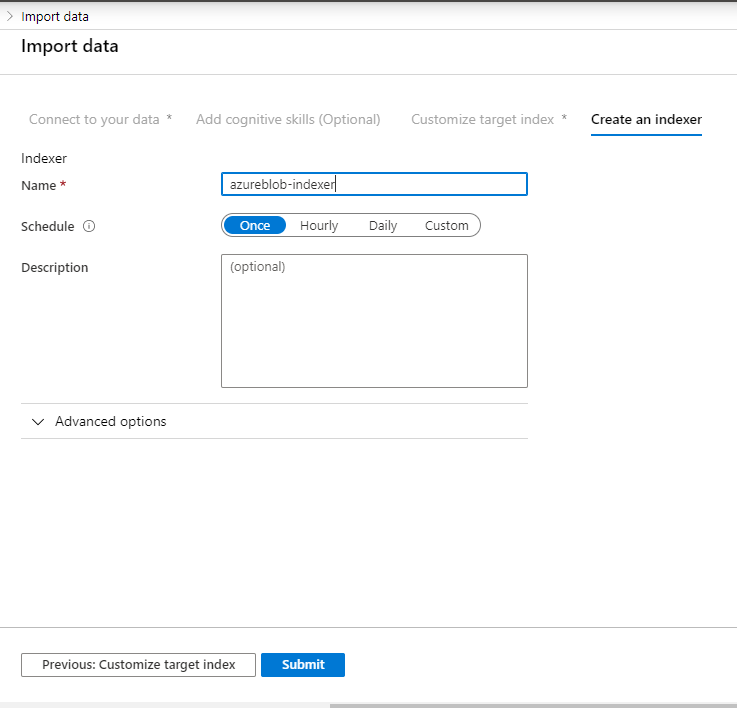 Import data
Import data
Connect to your data * Add cognitive skills (Optional) Customize target index * Create an indexer
Indexer
Name *
azureblob-indexer
Schedule
Once Hourly Daily Custom
Description
(optional)
Advanced options
Previous: Customize target index Submit